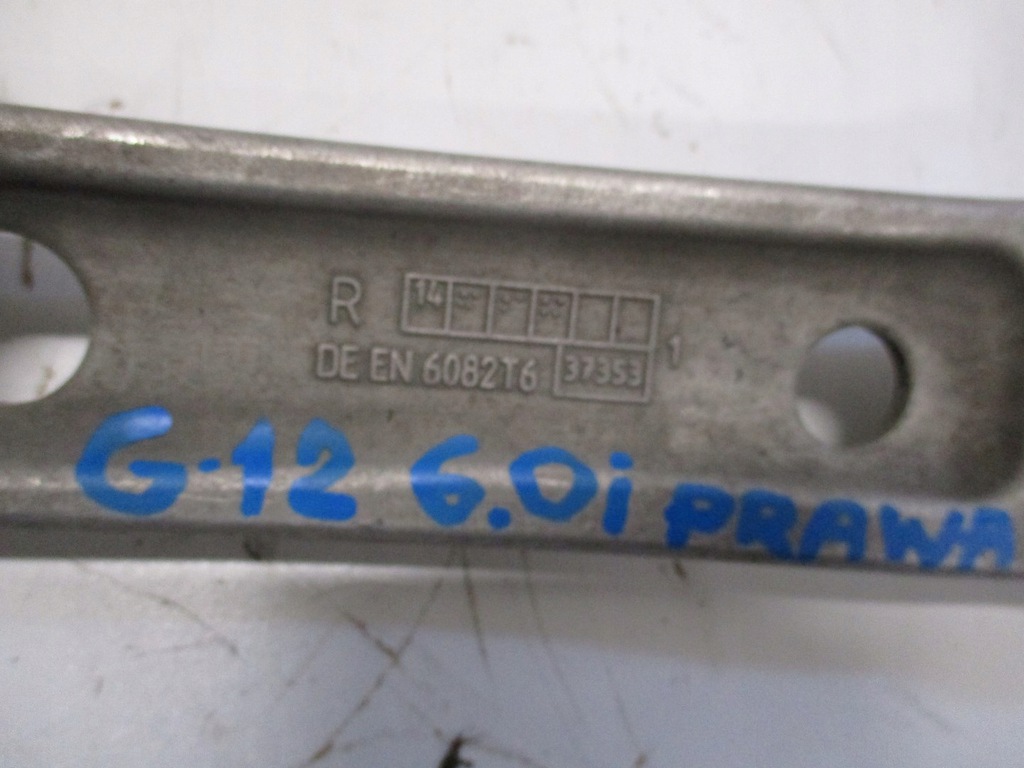 R 14
DE EN 6082T6 37353 1
G-12 6.0i PRAWA